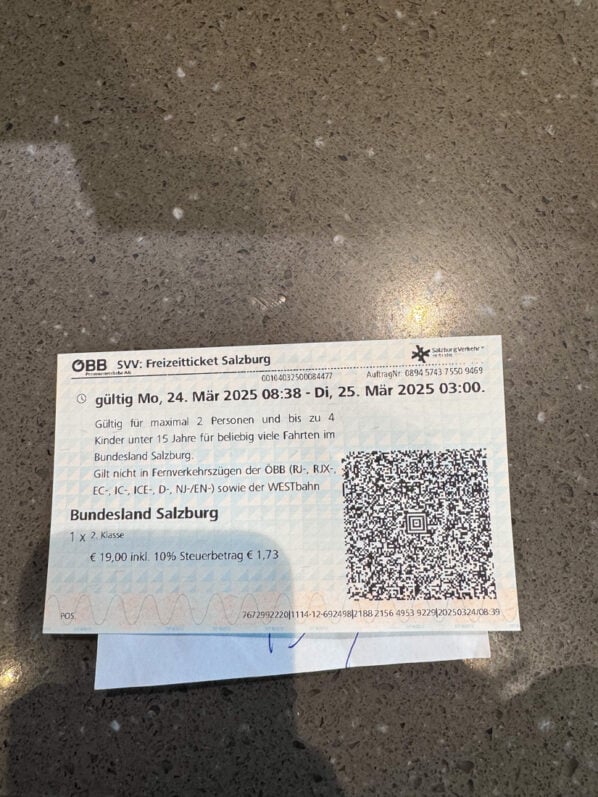 ÖBB SVV: Freizeitticket Salzburg
Personenverkehr AG
Salzburg Verkehr
00164032500084477
AuftragNr: 0894 5743 7550 9469
gültig Mo, 24. Mär 2025 08:38 - Di, 25. Mär 2025 03:00.
Gültig für maximal 2 Personen und bis zu 4
Kinder unter 15 Jahre für beliebig viele Fahrten im
Bundesland Salzburg.
Gilt nicht in Fernverkehrszügen der ÖBB (RJ-, RJX-,
EC-, IC-, ICE-, D-, NJ-/EN-) sowie der WESTbahn
Bundesland Salzburg
1 x 2. Klasse
€ 19,00 inkl. 10% Steuerbetrag € 1,73
POS.
7672992220|1114-12-692498|2188 2156 4953 9229|20250324/08:39